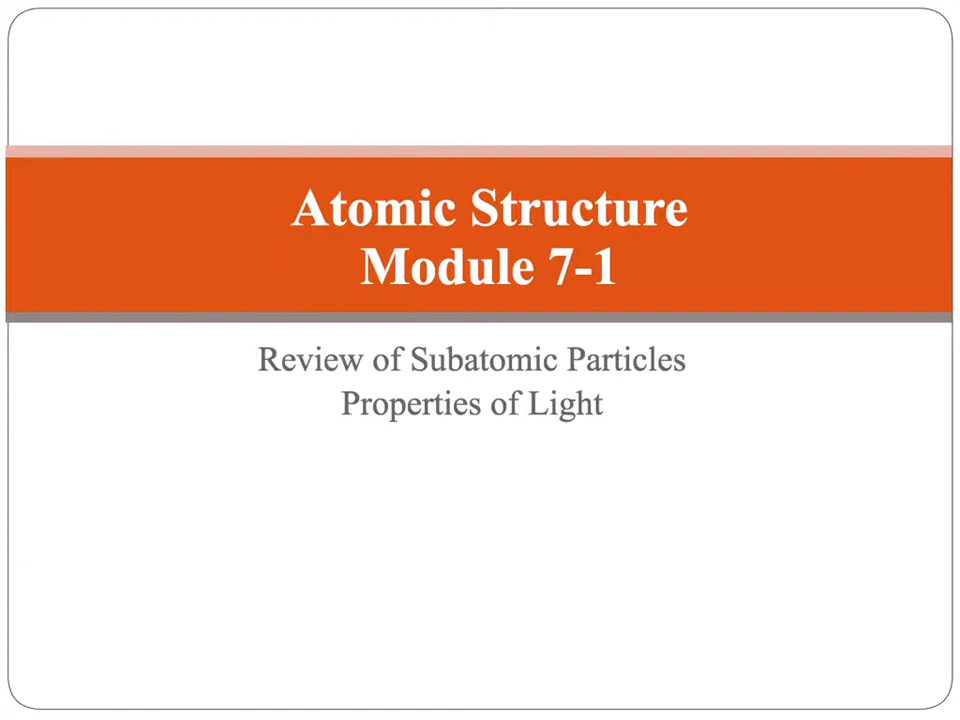 Atomic Structure
Module 7-1
Review of Subatomic Particles
Properties of Light